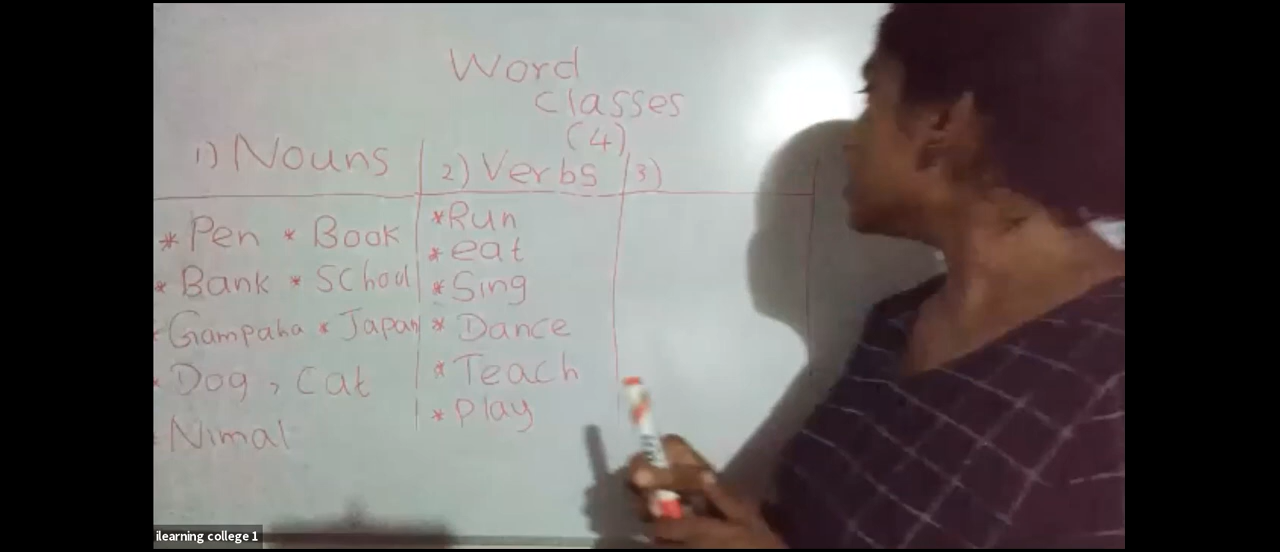 Word
Classes
(4)
1) Nouns 2) Verbs 3)
* Pen * Book
* Bank * School
* Gampaha * Japan
* Dog, Cat
* Nimal
* Run
* eat
* Sing
* Dance
* Teach
* Play
ilearning college 1